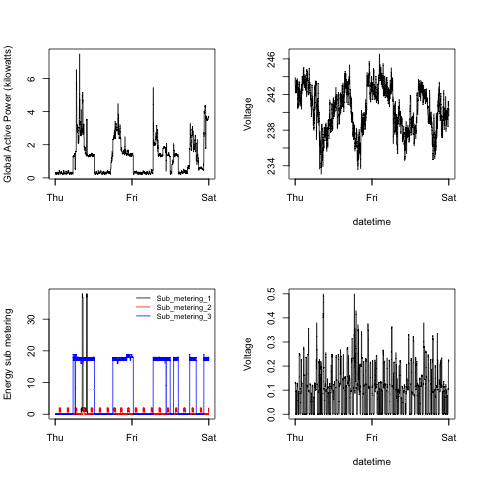 Global Active Power (kilowatts)
0 2 4 6
Thu Fri Sat
Voltage
234 238 242 246
Thu Fri Sat
datetime
Energy sub metering
0 10 20 30
Sub_metering_1
Sub_metering_2
Sub_metering_3
Thu Fri Sat
Voltage
0.0 0.1 0.2 0.3 0.4 0.5
Thu Fri Sat
datetime